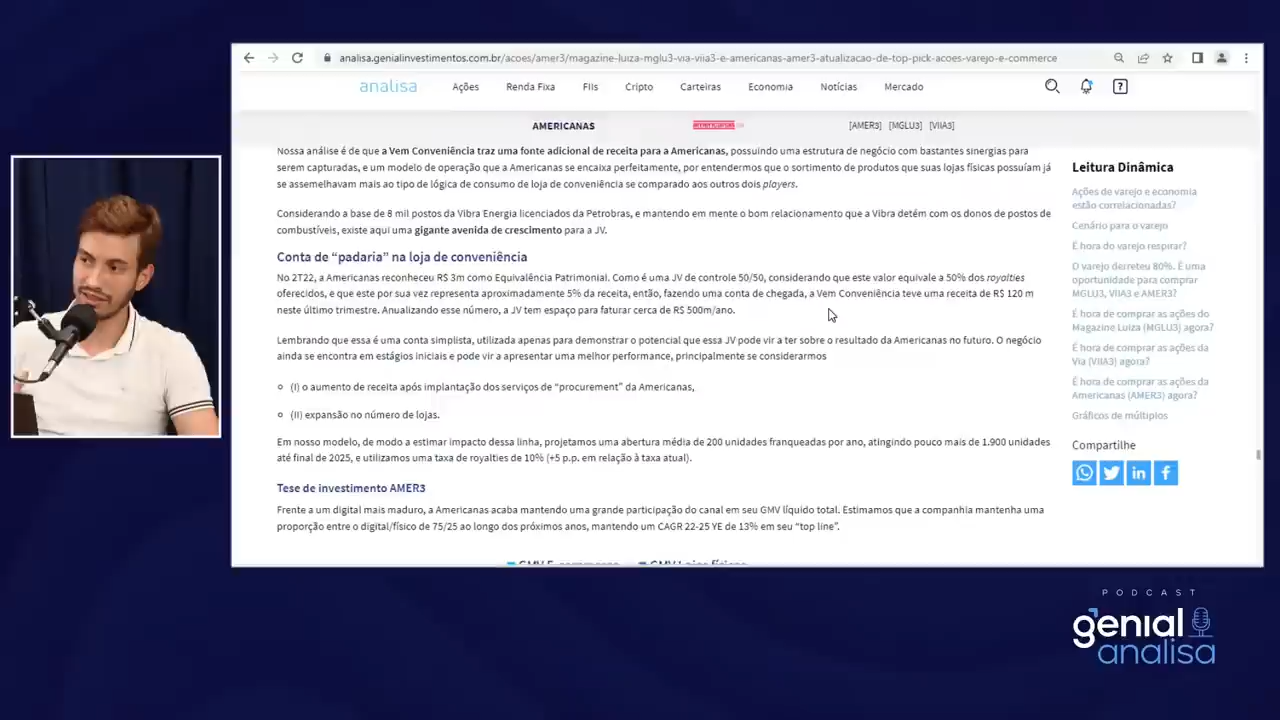 analisa.genialinvestimentos.com.br/acoes/amer3/magazine-luiza-mglu3-via-viia3-e-americanas-amer3-atualizacao-de-top-pick-acoes-varejo-e-commerce
analisa
Ações
Renda Fixa
FIIs
Cripto
Carteiras
Economia
Notícias
Mercado
AMERICANAS
[AMER3] [MGLU3] [VIIA3]
Nossa análise é de que a Vem Conveniência traz uma fonte adicional de receita para a Americanas, possuindo uma estrutura de negócio com bastantes sinergias para
serem capturadas, e um modelo de operação que a Americanas se encaixa perfeitamente, por entendermos que o sortimento de produtos que suas lojas físicas possuíam já
se assemelhavam mais ao tipo de lógica de consumo de loja de conveniência se comparado aos outros dois players.
Considerando a base de 8 mil postos da Vibra Energia licenciados da Petrobras, e mantendo em mente o bom relacionamento que a Vibra detém com os donos de postos de
combustíveis, existe aqui uma gigante avenida de crescimento para a JV.
Conta de “padaria” na loja de conveniência
No 2T22, a Americanas reconheceu R$ 3m como Equivalência Patrimonial. Como é uma JV de controle 50/50, considerando que este valor equivale a 50% dos royalties
oferecidos, e que este por sua vez representa aproximadamente 5% da receita, então, fazendo uma conta de chegada, a Vem Conveniência teve uma receita de R$ 120 m
neste último trimestre. Anualizando esse número, a JV tem espaço para faturar cerca de R$ 500m/ano.
Lembrando que essa é uma conta simplista, utilizada apenas para demonstrar o potencial que essa JV pode vir a ter sobre o resultado da Americanas no futuro. O negócio
ainda se encontra em estágios iniciais e pode vir a apresentar uma melhor performance, principalmente se considerarmos
(I) o aumento de receita após implantação dos serviços de “procurement” da Americanas,
(II) expansão no número de lojas.
Em nosso modelo, de modo a estimar impacto dessa linha, projetamos uma abertura média de 200 unidades franqueadas por ano, atingindo pouco mais de 1.900 unidades
até final de 2025, e utilizamos uma taxa de royalties de 10% (+5 p.p. em relação à taxa atual).
Tese de investimento AMER3
Frente a um digital mais maduro, a Americanas acaba mantendo uma grande participação do canal em seu GMV líquido total. Estimamos que a companhia mantenha uma
proporção entre o digital/físico de 75/25 ao longo dos próximos anos, mantendo um CAGR 22-25 YE de 13% em seu “top line”.
GMV E-commerce
GMV Lojas físicas
Leitura Dinâmica
Ações de varejo e economia
estão correlacionadas?
Cenário para o varejo
É hora do varejo respirar?
O varejo derreteu 80%. É uma
oportunidade para comprar
MGLU3, VIIA3 e AMER3?
É hora de comprar as ações do
Magazine Luiza (MGLU3) agora?
É hora de comprar as ações da
Via (VIIA3) agora?
É hora de comprar as ações da
Americanas (AMER3) agora?
Gráficos de múltiplos
Compartilhe
PODCAST
genial
analisa